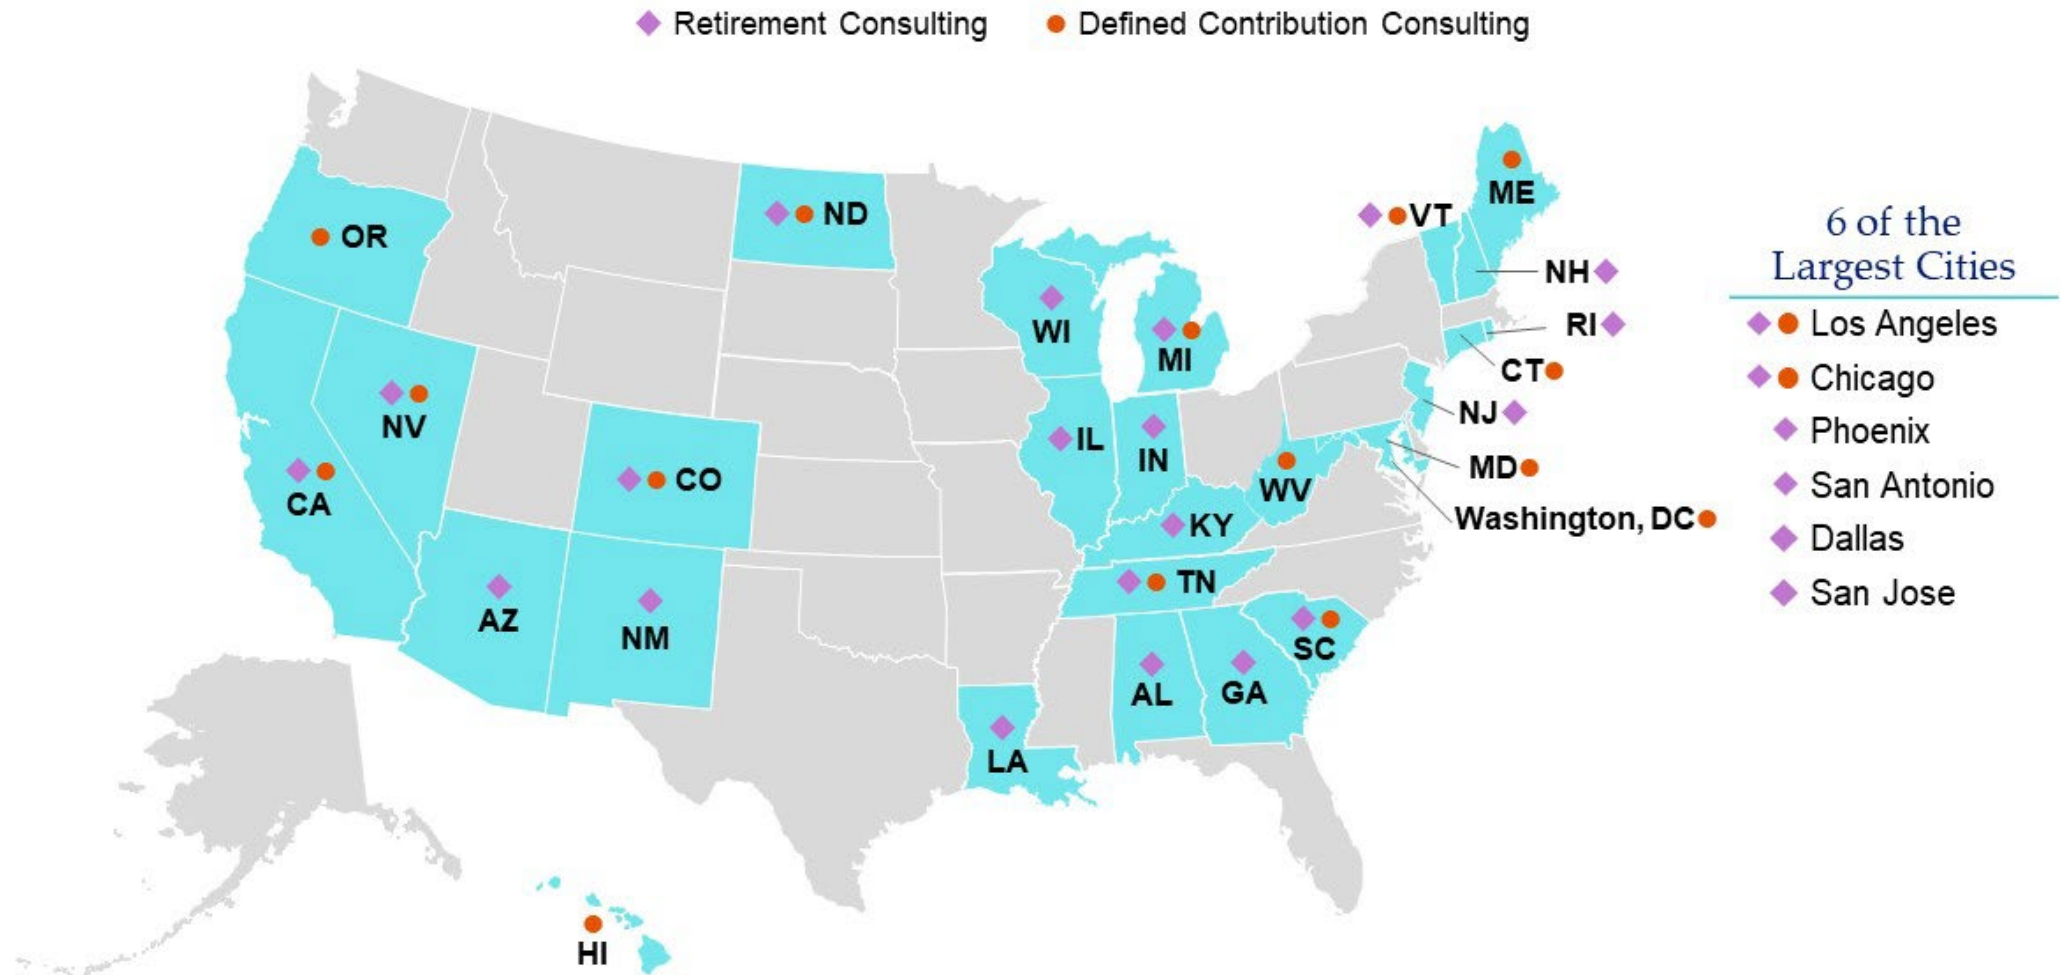 Retirement Consulting
Defined Contribution Consulting
ME
VT
ND
OR
NH
6 of the
Largest Cities
RI
Los Angeles
WI
MI
CT
Chicago
NV
NJ
Phoenix
IL
IN
MD
CO
WV
San Antonio
CA
KY
Washington, DC
Dallas
TN
AZ
NM
SC
San Jose
AL
GA
LA
HI